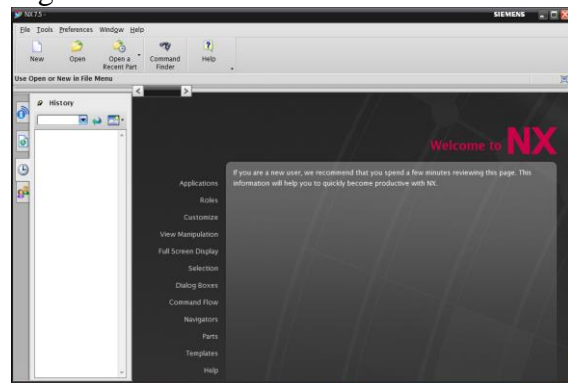 NX 7.5 -
SIEMENS
File Tools Preferences Window Help
New Open Open a Recent Part Command Finder Help
Use Open or New in File Menu
History
Welcome to NX
If you are a new user, we recommend that you spend a few minutes reviewing this page. This
information will help you to quickly become productive with NX.
Applications
Roles
Customize
View Manipulation
Full Screen Display
Selection
Dialog Boxes
Command Flow
Navigators
Parts
Templates
Help